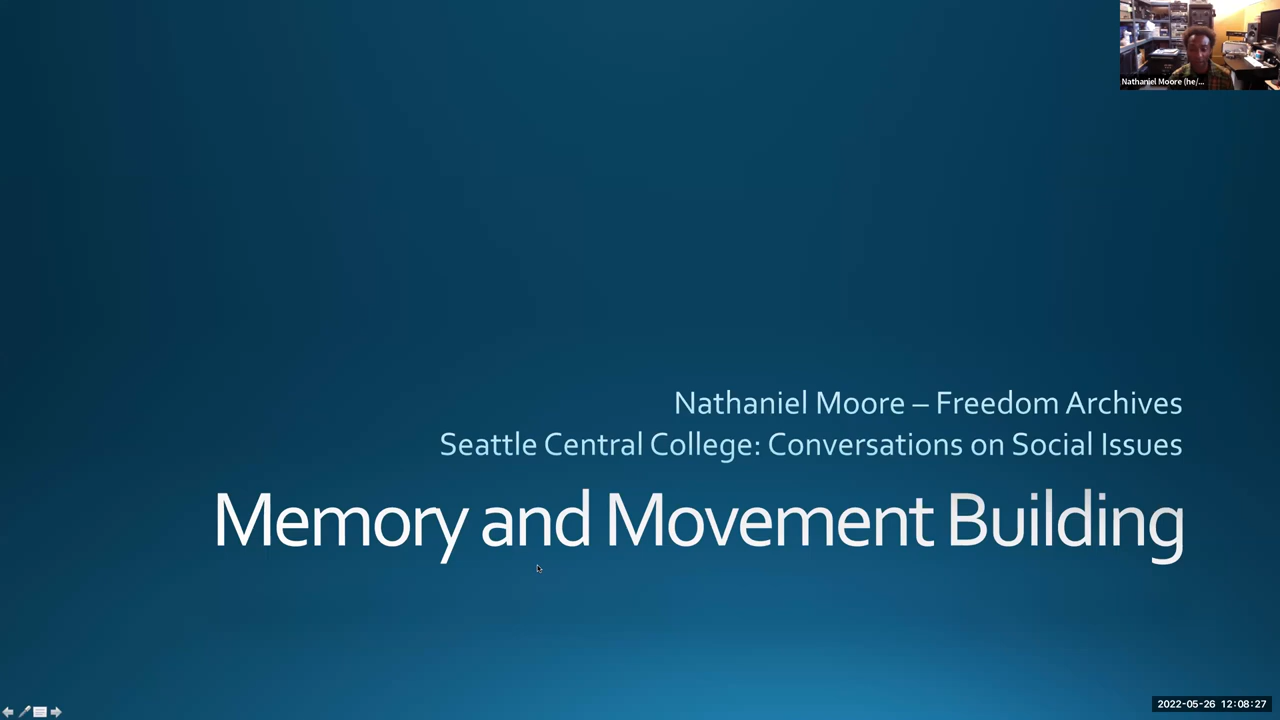 Nathaniel Moore (he/...
Nathaniel Moore – Freedom Archives
Seattle Central College: Conversations on Social Issues
Memory and Movement Building
2022-05-26 12:08:27